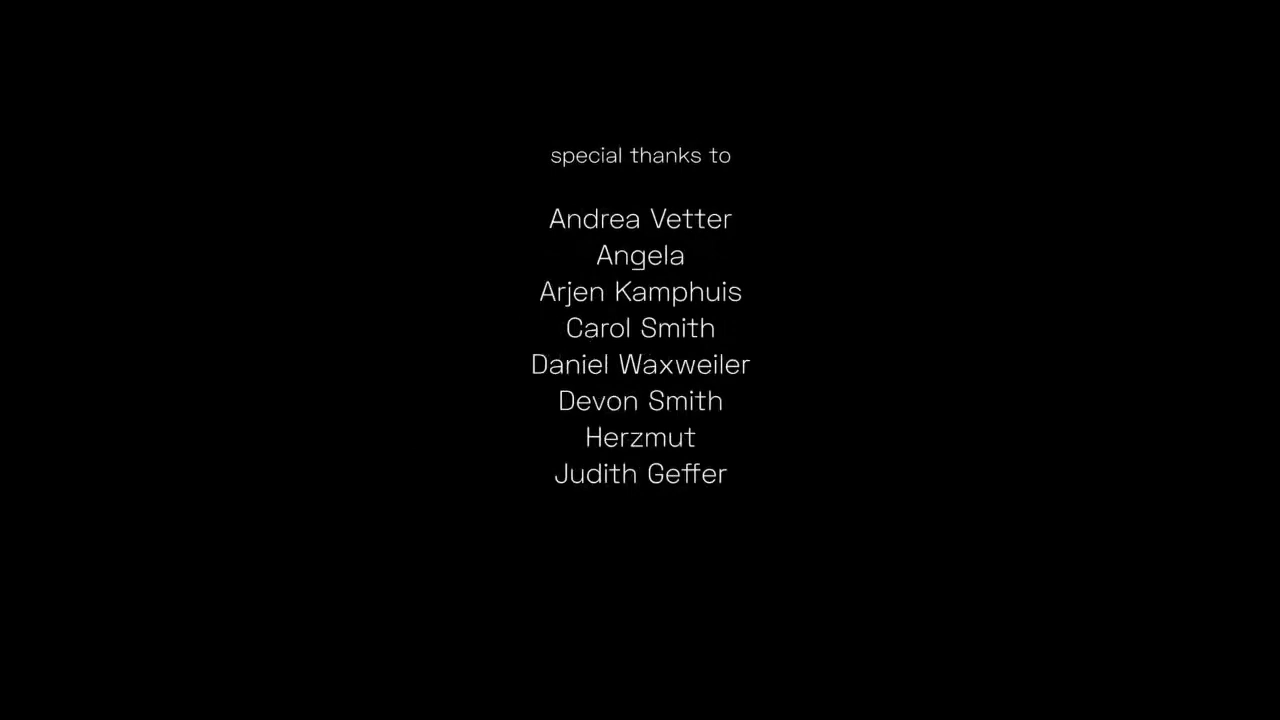 special thanks to
Andrea Vetter
Angela
Arjen Kamphuis
Carol Smith
Daniel Waxweiler
Devon Smith
Herzmut
Judith Geffer